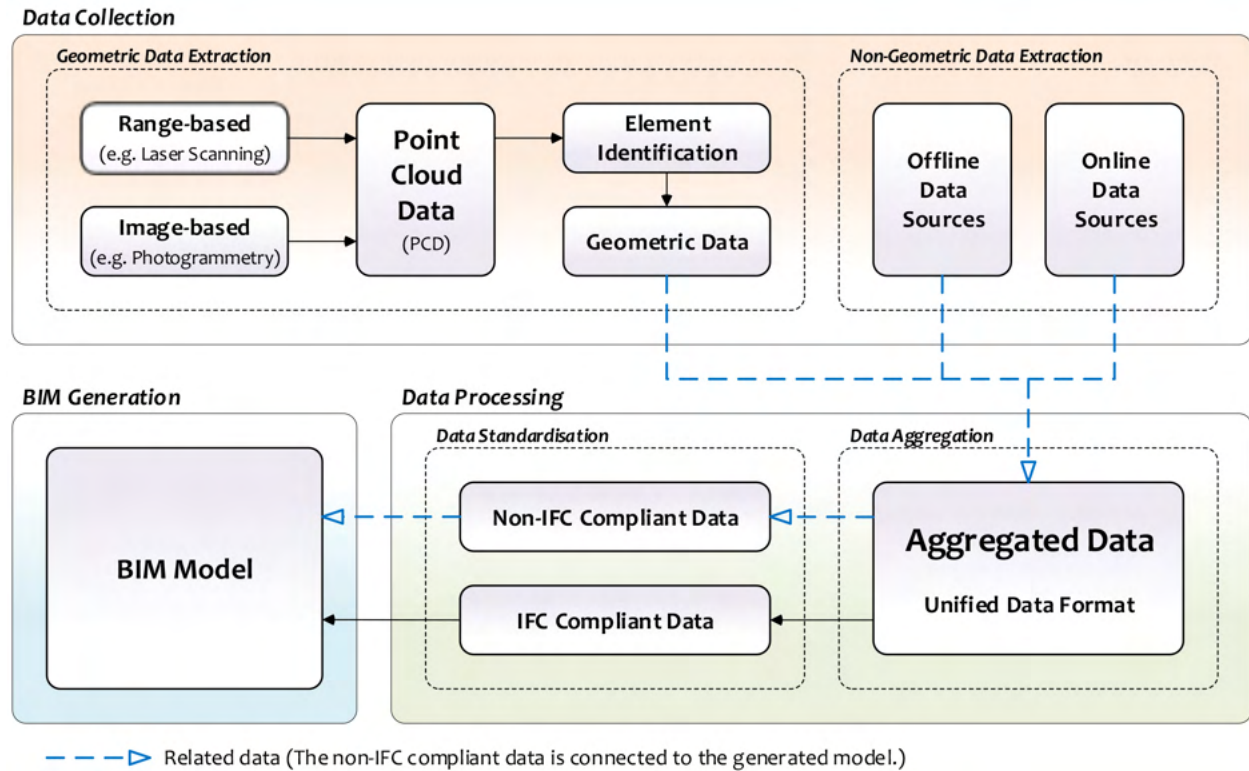 Data Collection
Geometric Data Extraction
Range-based
(e.g. Laser Scanning)
Image-based
(e.g. Photogrammetry)
Point
Cloud
Data
(PCD)
Element
Identification
Geometric Data
Non-Geometric Data Extraction
Offline
Data
Sources
Online
Data
Sources
BIM Generation
BIM Model
Data Processing
Data Standardisation
Non-IFC Compliant Data
IFC Compliant Data
Data Aggregation
Aggregated Data
Unified Data Format
Related data (The non-IFC compliant data is connected to the generated model.)